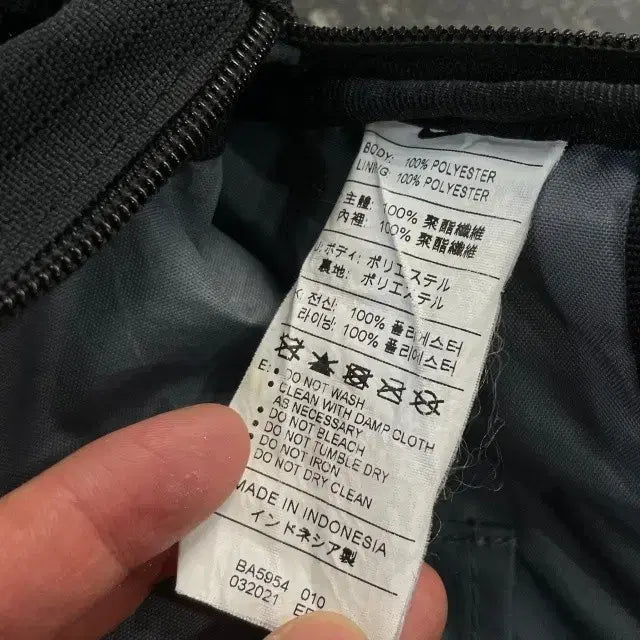 BODY: 100% POLYESTER
LINING: 100% POLYESTER
主體: 100% 聚酯纖維
內裡: 100% 聚酯纖維
ボディ: ポリエステル
裏地: ポリエステル
전신: 100% 폴리에스터
라이닝: 100% 폴리에스터
E: • DO NOT WASH
• CLEAN WITH DAMP CLOTH
AS NECESSARY
• DO NOT BLEACH
• DO NOT TUMBLE DRY
DO NOT IRON
DO NOT DRY CLEAN
MADE IN INDONESIA
インドネシア製
BA5954 010
032021